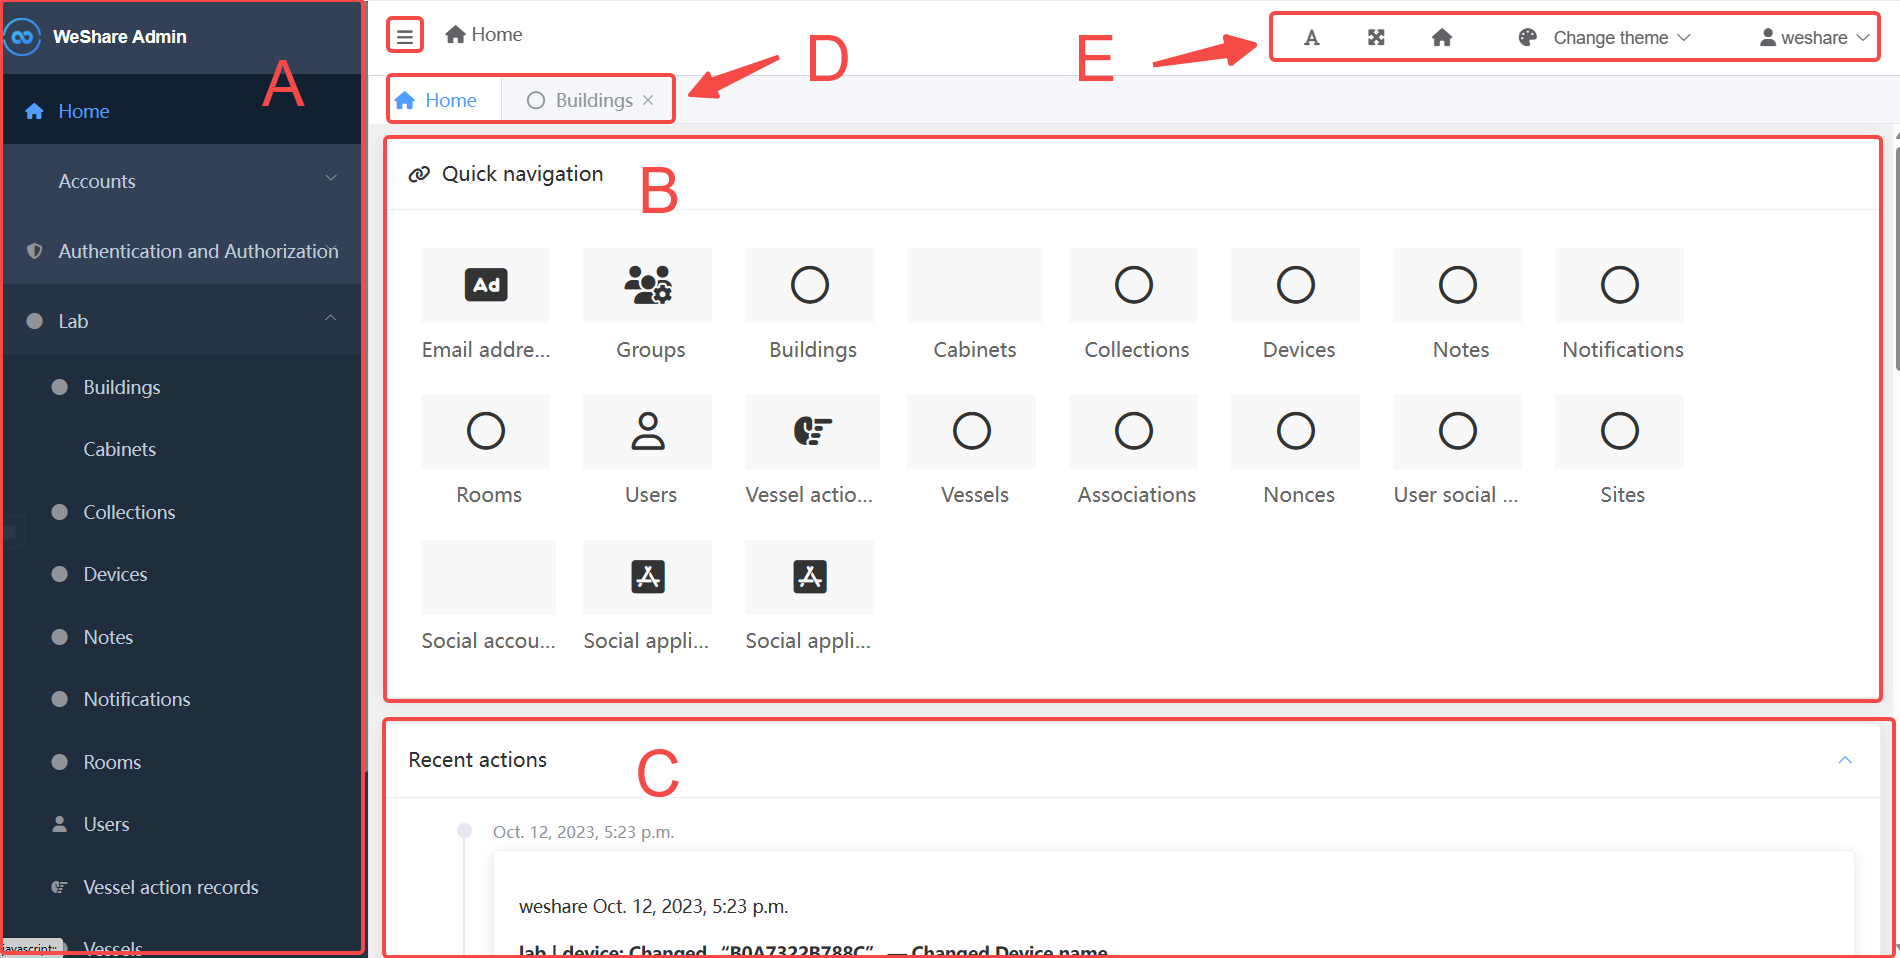 WeShare Admin
A
Home
Accounts
Authentication and Authorization
Lab
Buildings
Cabinets
Collections
Devices
Notes
Notifications
Rooms
Users
Vessel action records
Vessels
javascript:;
Home
D
E
A
Change theme
weshare
Home
Buildings
Quick navigation
B
Ad
Email addre...
Groups
Buildings
Cabinets
Collections
Devices
Notes
Notifications
Rooms
Users
Vessel actio...
Vessels
Associations
Nonces
User social ...
Sites
Social accou...
Social appli...
Social appli...
Recent actions
C
Oct. 12, 2023, 5:23 p.m.
weshare Oct. 12, 2023, 5:23 p.m.
lab | device: Changed “B0A7322B788C” — Changed Device name